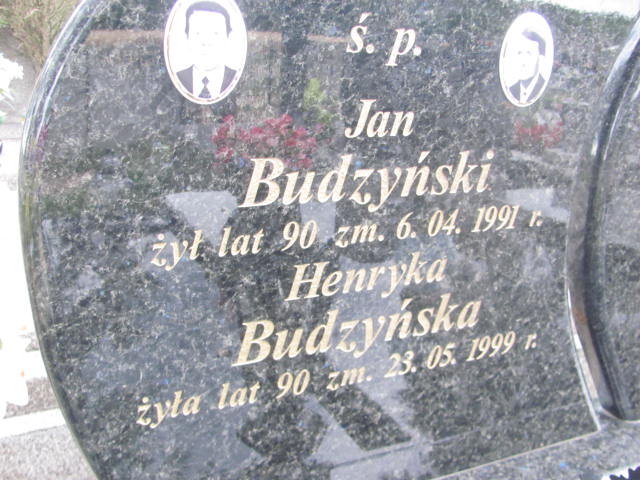 ś. p.
Jan
Budzyński
żył lat 90 zm. 6. 04. 1991 r.
Henryka
Budzyńska
żyła lat 90 zm. 23. 05. 1999 r.